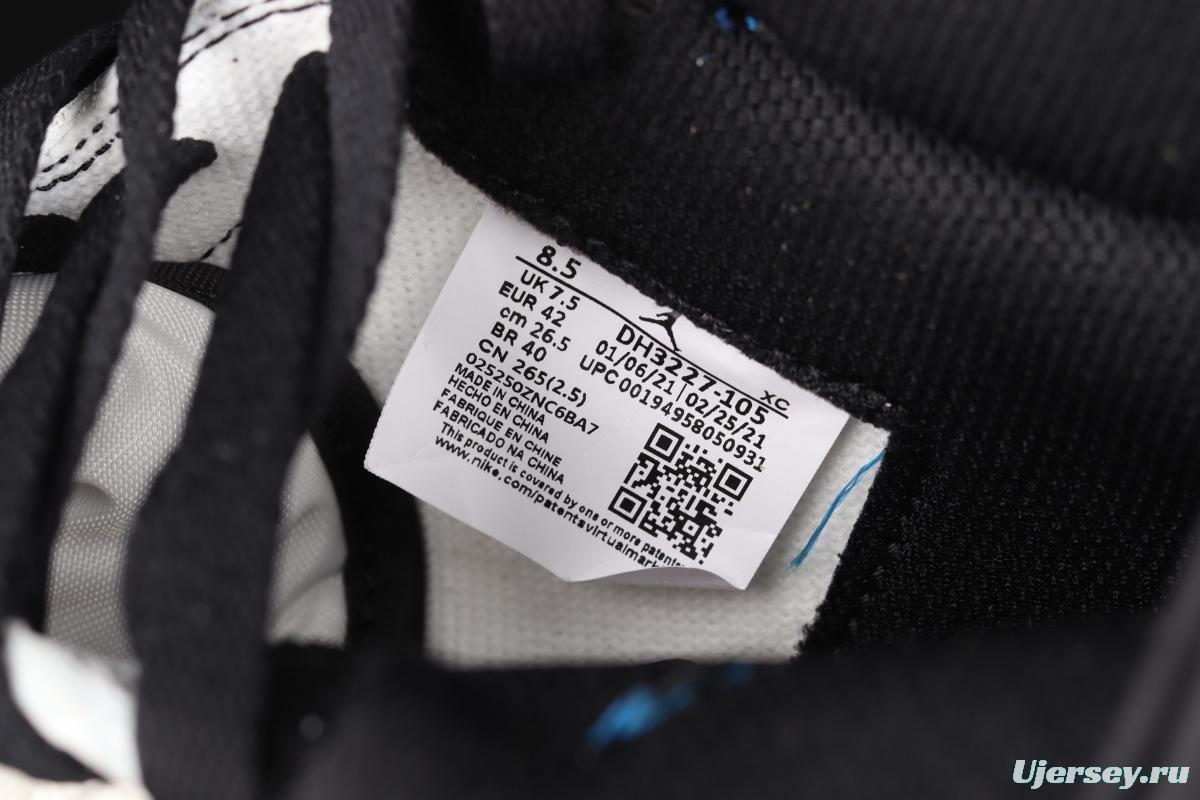 8.5
UK 7.5
EUR 42
cm 26.5
BR 40
CN 265(2.5)
025250ZNC6BA7
MADE IN CHINA
HECHO EN CHINA
FABRIQUE EN CHINE
FABRICADO NA CHINA
This product is covered by one or more patents
www.nike.com/patentsvirtualmark
XC
DH3227-105
01/06/21|02/25/21
UPC00194958050931
Ujersey.ru